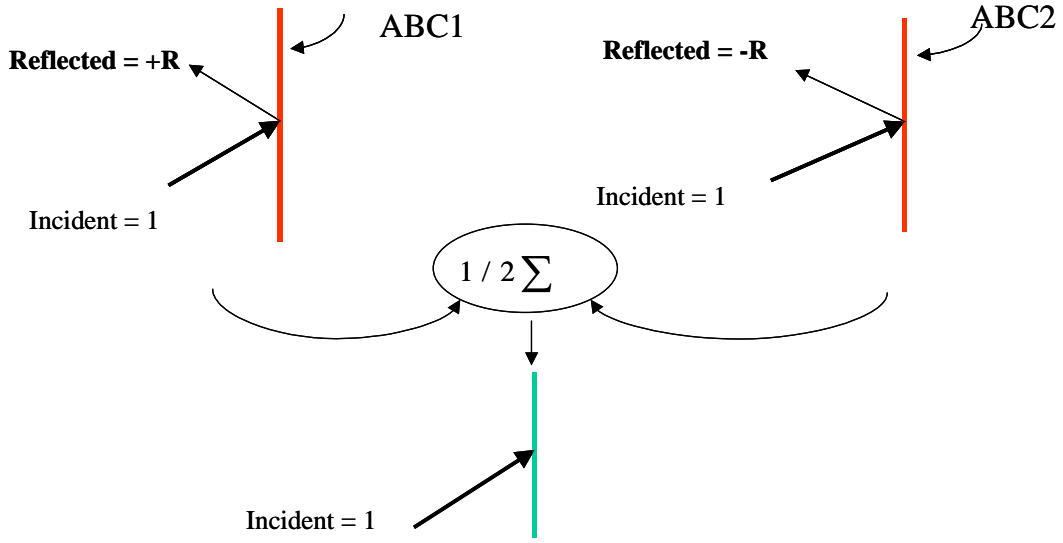 ABC1
Reflected = +R
Incident = 1
ABC2
Reflected = -R
Incident = 1
1 / 2 ∑
Incident = 1